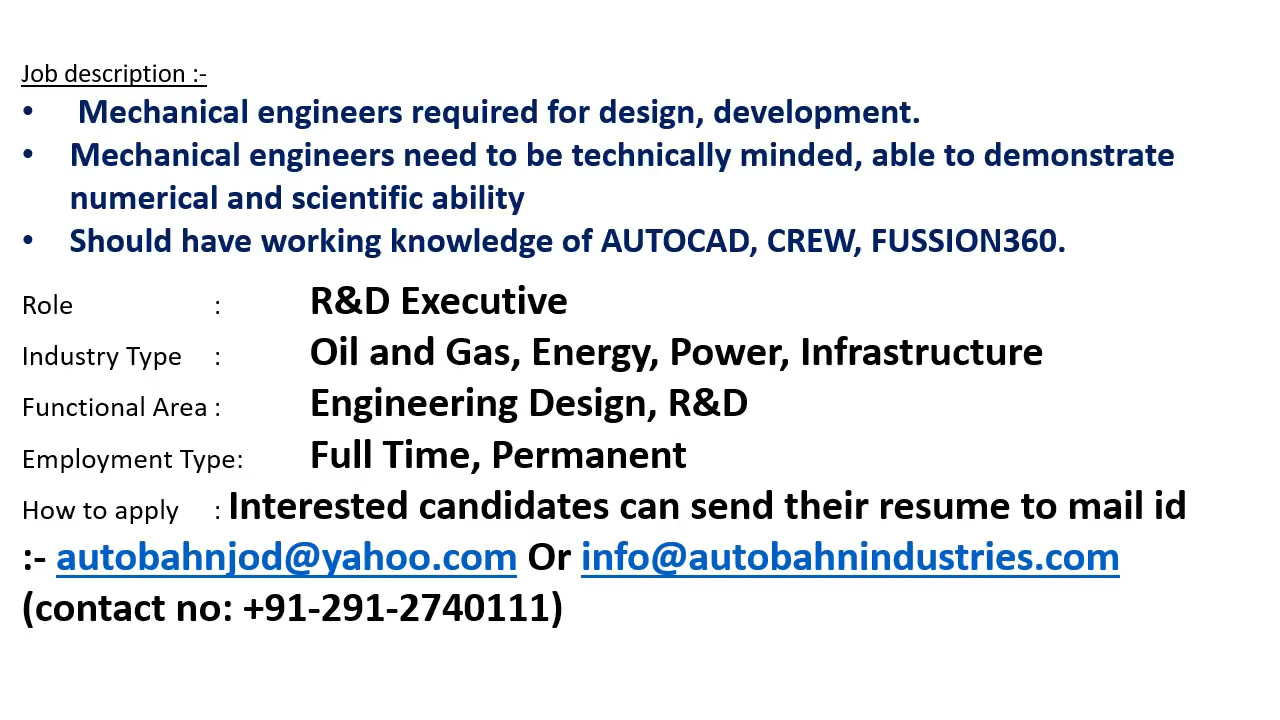 Job description :-
• Mechanical engineers required for design, development.
• Mechanical engineers need to be technically minded, able to demonstrate
numerical and scientific ability
• Should have working knowledge of AUTOCAD, CREW, FUSSION360.
Role : R&D Executive
Industry Type : Oil and Gas, Energy, Power, Infrastructure
Functional Area : Engineering Design, R&D
Employment Type: Full Time, Permanent
How to apply : Interested candidates can send their resume to mail id
:- autobahnjod@yahoo.com Or info@autobahnindustries.com
(contact no: +91-291-2740111)